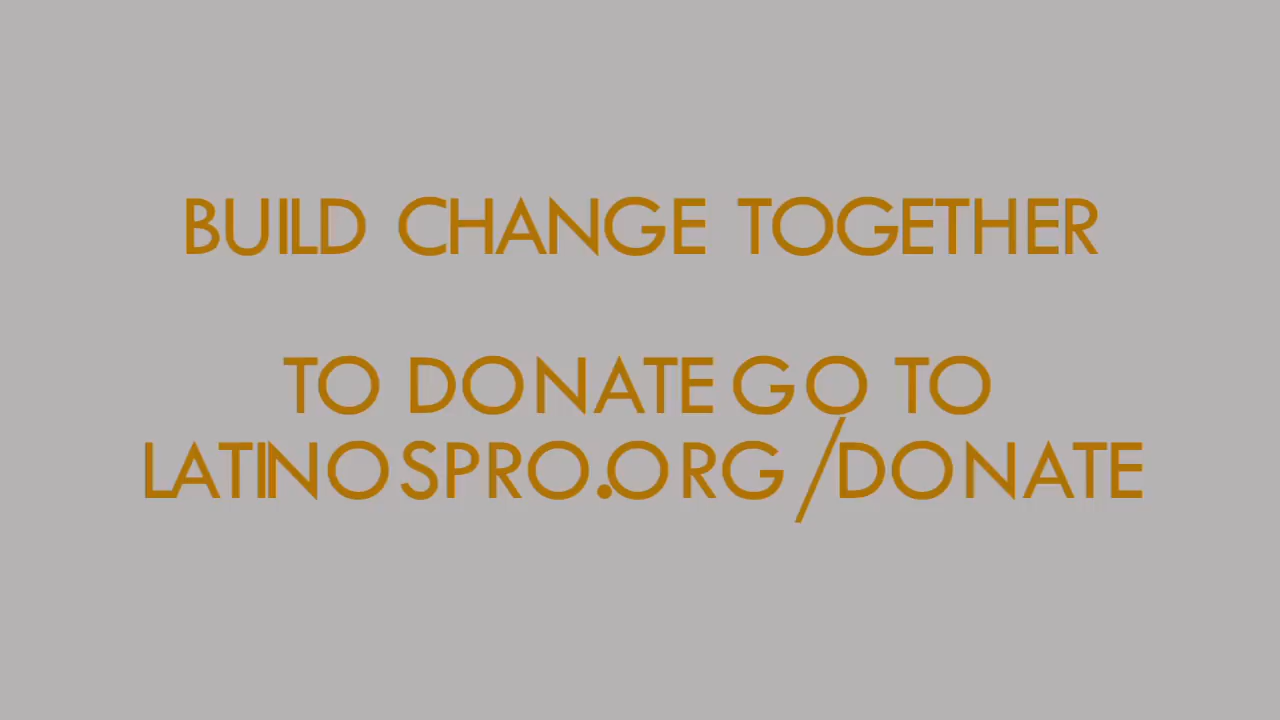 BUILD CHANGE TOGETHER
TO DONATE GO TO
LATINOSPRO.ORG/DONATE